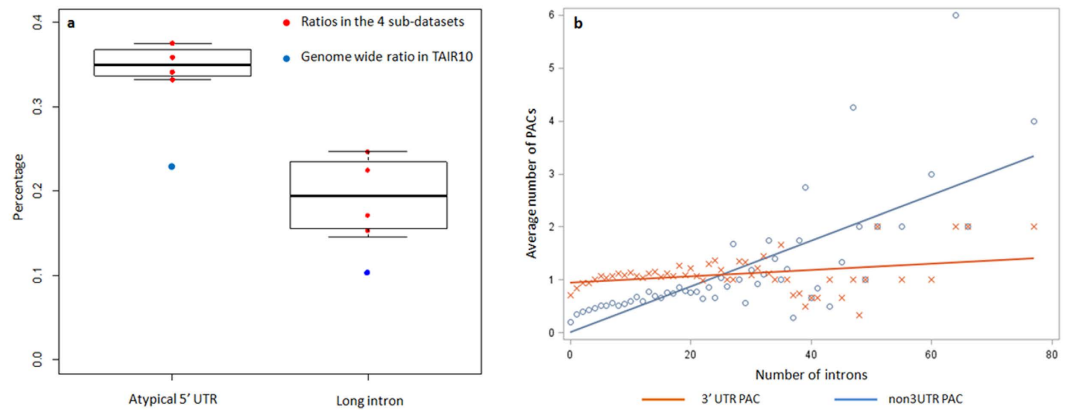 a
Ratios in the 4 sub-datasets
Genome wide ratio in TAIR10
Percentage
0.4
0.3
0.2
0.1
0.0
Atypical 5′ UTR
Long intron
b
Average number of PACs
6
5
4
3
2
1
0
0
20
40
60
80
Number of introns
3′ UTR PAC
non3UTR PAC